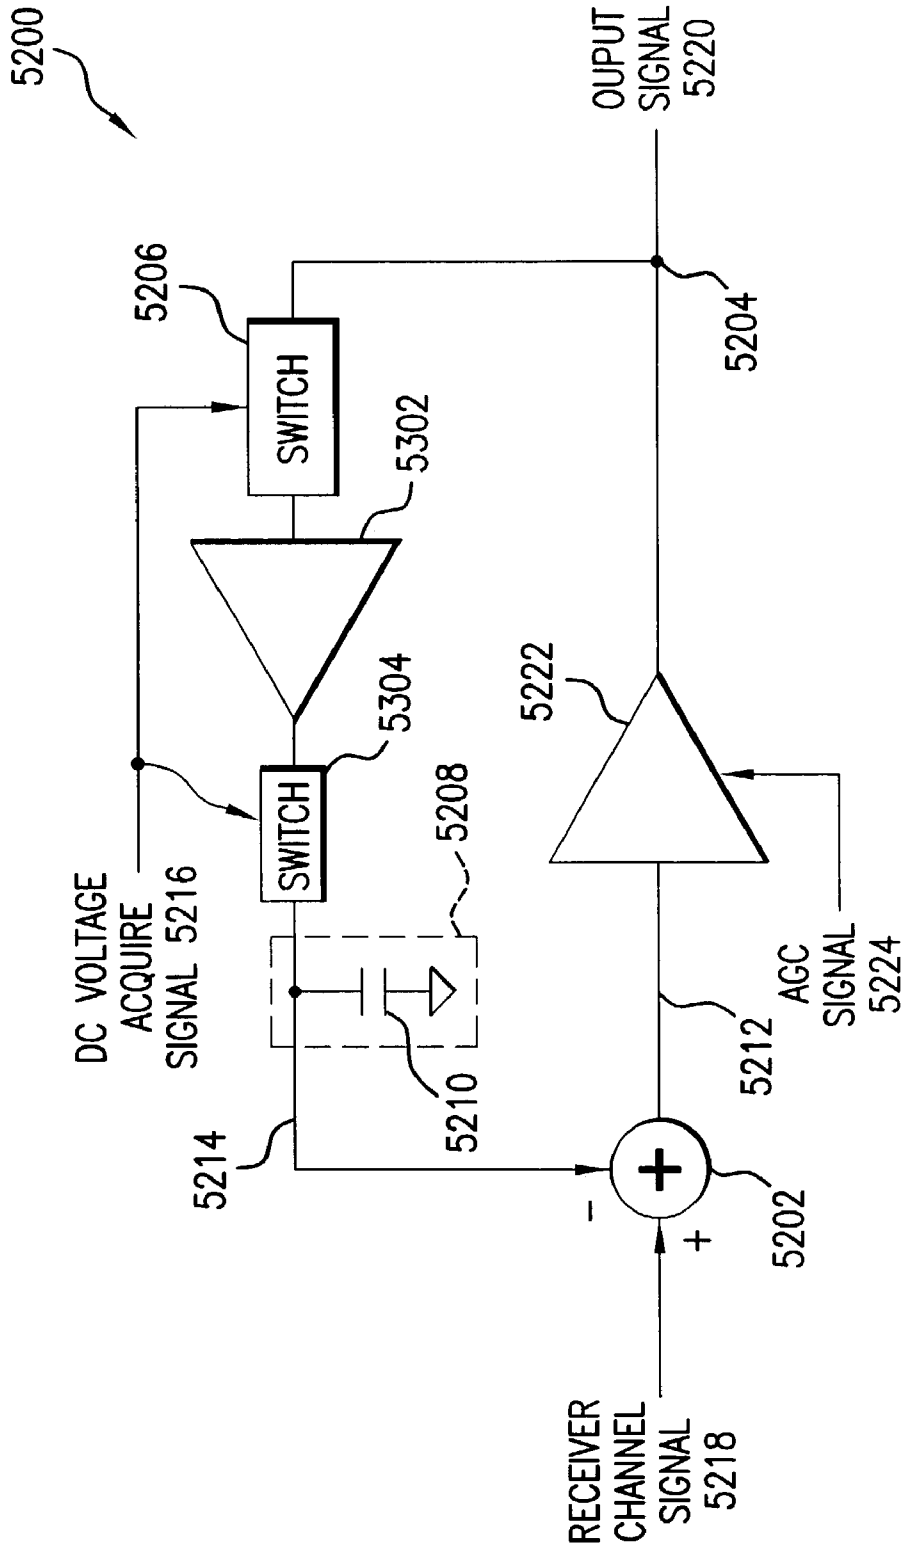 5200
DC VOLTAGE
ACQUIRE
SIGNAL 5216
5206
SWITCH
5302
5304
SWITCH
5208
5210
5214
OUPUT
SIGNAL
5220
5204
5222
AGC
SIGNAL
5224
5212
-
+
+
5202
RECEIVER
CHANNEL
SIGNAL
5218